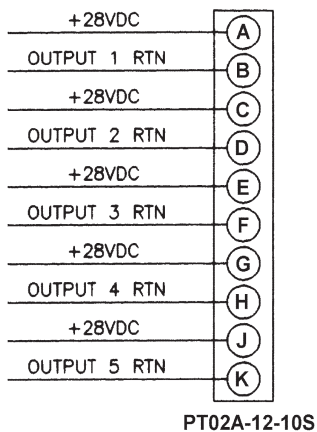 +28VDC A
OUTPUT 1 RTN B
+28VDC C
OUTPUT 2 RTN D
+28VDC E
OUTPUT 3 RTN F
+28VDC G
OUTPUT 4 RTN H
+28VDC J
OUTPUT 5 RTN K
PT02A-12-10S